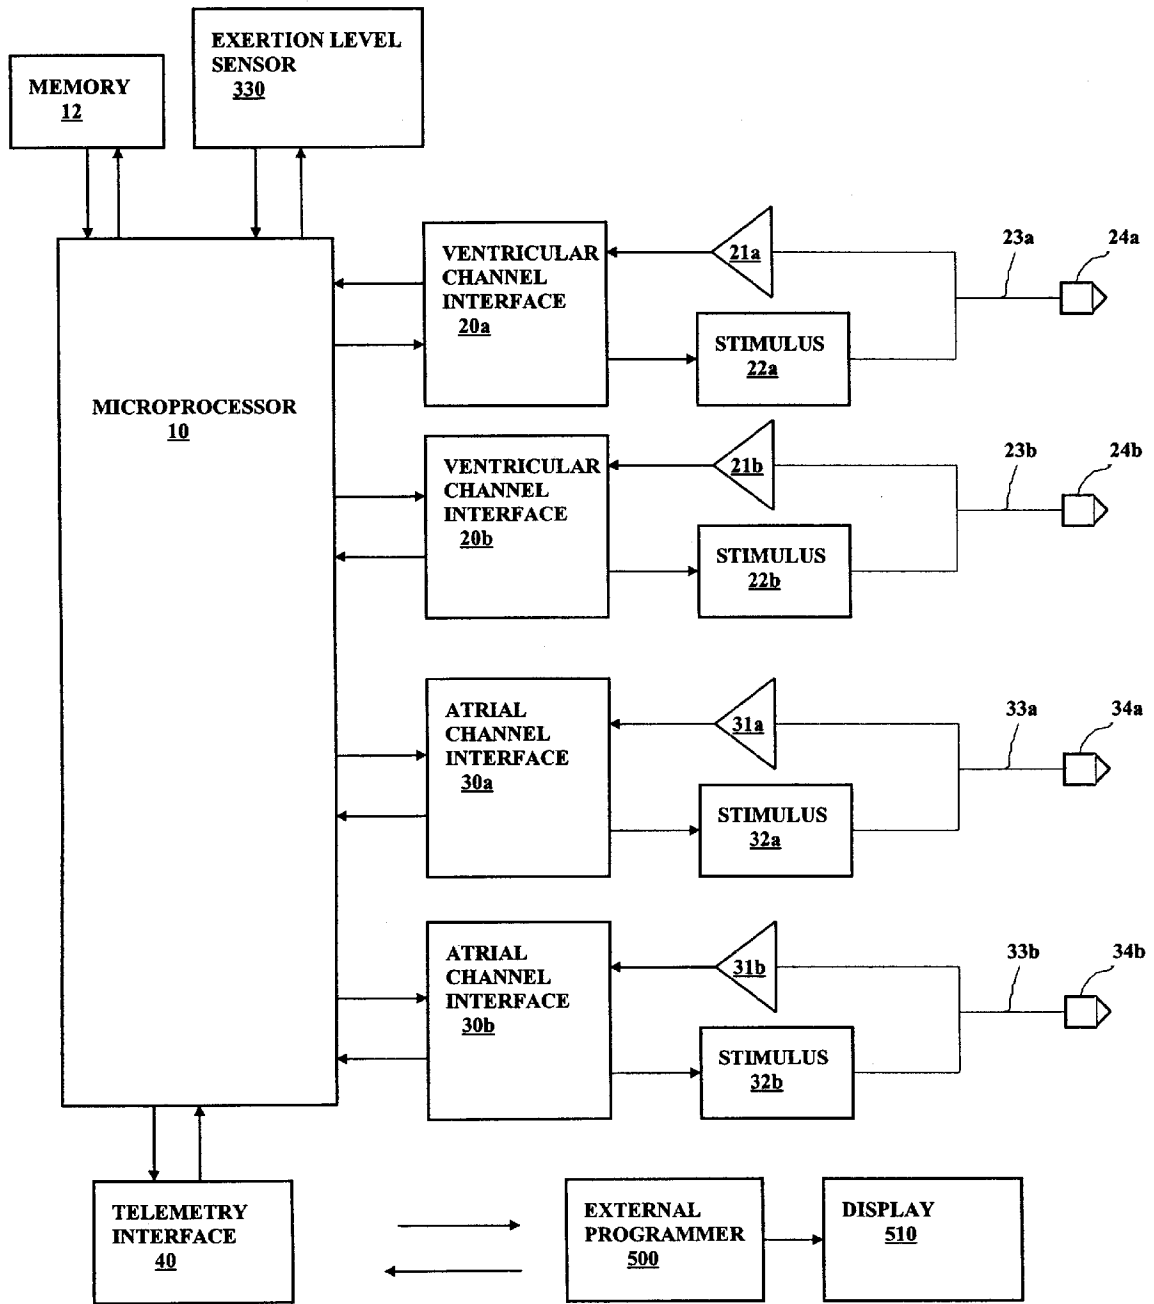 EXERTION LEVEL
SENSOR
330
MEMORY
12
MICROPROCESSOR
10
VENTRICULAR
CHANNEL
INTERFACE
20a
21a
STIMULUS
22a
23a
24a
VENTRICULAR
CHANNEL
INTERFACE
20b
21b
STIMULUS
22b
23b
24b
ATRIAL
CHANNEL
INTERFACE
30a
31a
STIMULUS
32a
33a
34a
ATRIAL
CHANNEL
INTERFACE
30b
31b
STIMULUS
32b
33b
34b
TELEMETRY
INTERFACE
40
EXTERNAL
PROGRAMMER
500
DISPLAY
510